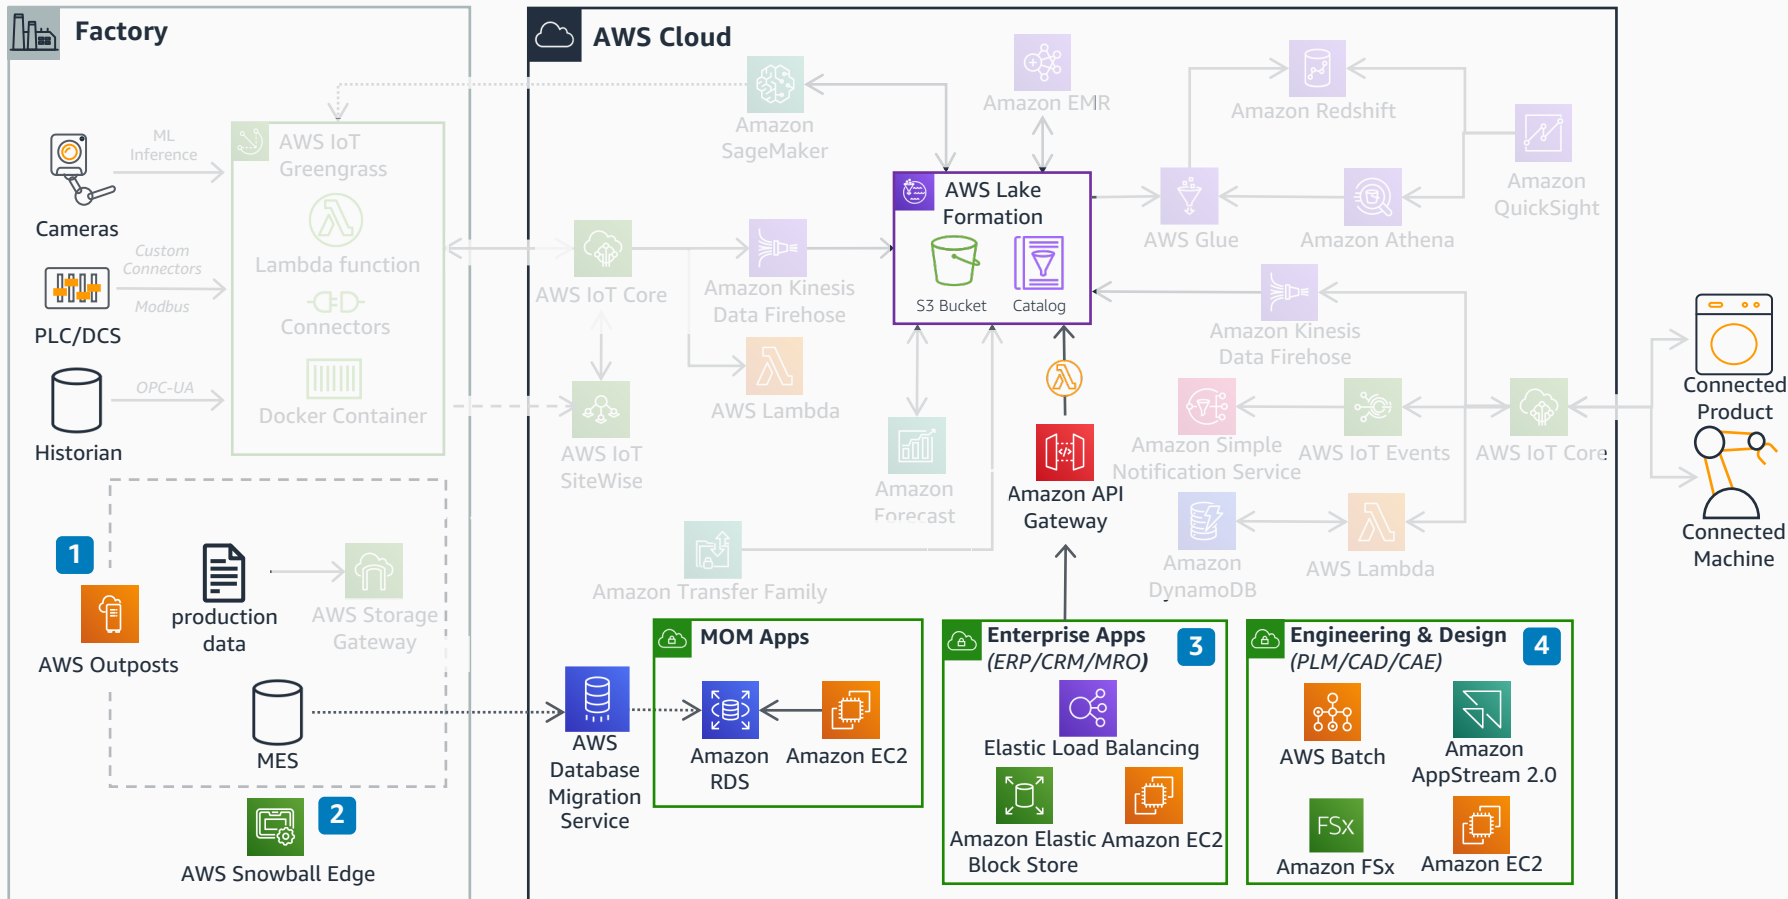 Factory
AWS Cloud
Cameras
ML
Inference
AWS IoT
Greengrass
Lambda function
Custom
Connectors
Modbus
PLC/DCS
Connectors
OPC-UA
Docker Container
Historian
Amazon
SageMaker
Amazon EMR
Amazon Redshift
Amazon
QuickSight
AWS Lake
Formation
S3 Bucket
Catalog
AWS Glue
Amazon Athena
AWS IoT Core
Amazon Kinesis
Data Firehose
Amazon Kinesis
Data Firehose
AWS Lambda
AWS IoT
SiteWise
Amazon
Forecast
Amazon API
Gateway
Amazon Simple
Notification Service
AWS IoT Events
AWS IoT Core
Connected
Product
Connected
Machine
Amazon
DynamoDB
AWS Lambda
Amazon Transfer Family
1
AWS Outposts
production
data
AWS Storage
Gateway
MES
2
AWS Snowball Edge
AWS
Database
Migration
Service
MOM Apps
Amazon
RDS
Amazon EC2
Enterprise Apps
(ERP/CRM/MRO)
3
Elastic Load Balancing
Amazon Elastic
Block Store
Amazon EC2
Engineering & Design
(PLM/CAD/CAE)
4
AWS Batch
Amazon
AppStream 2.0
FSx
Amazon FSx
Amazon EC2